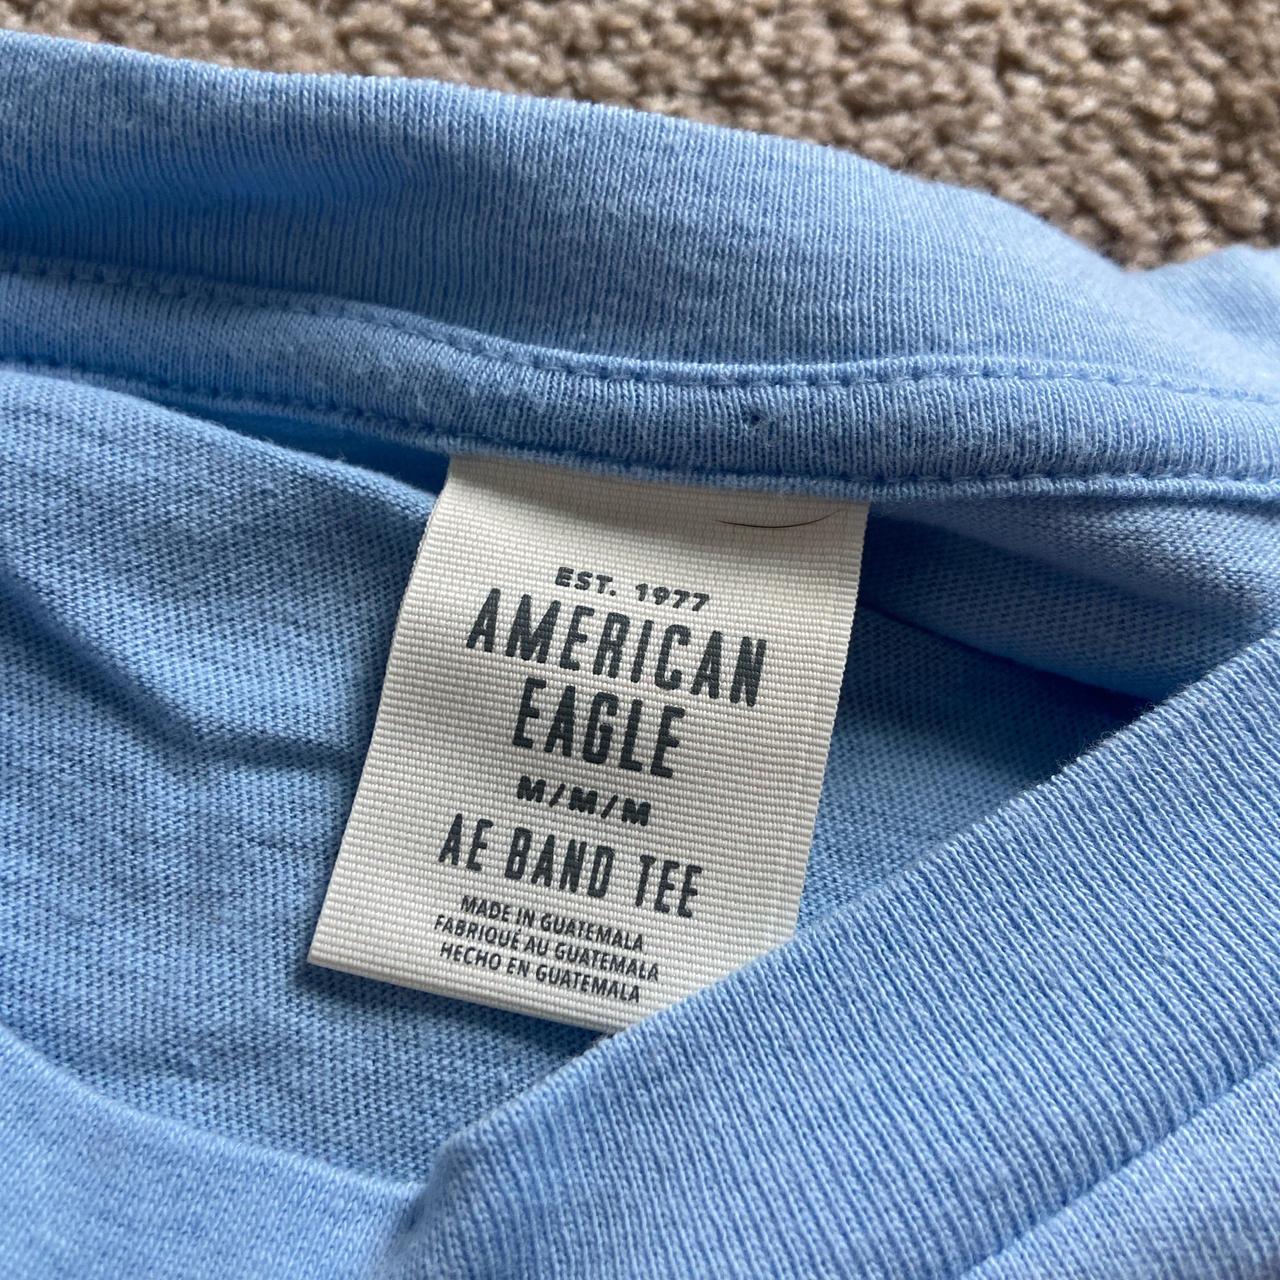 EST. 1977
AMERICAN
EAGLE
M/M/M
AE BAND TEE
MADE IN GUATEMALA
FABRIQUÉ AU GUATEMALA
HECHO EN GUATEMALA